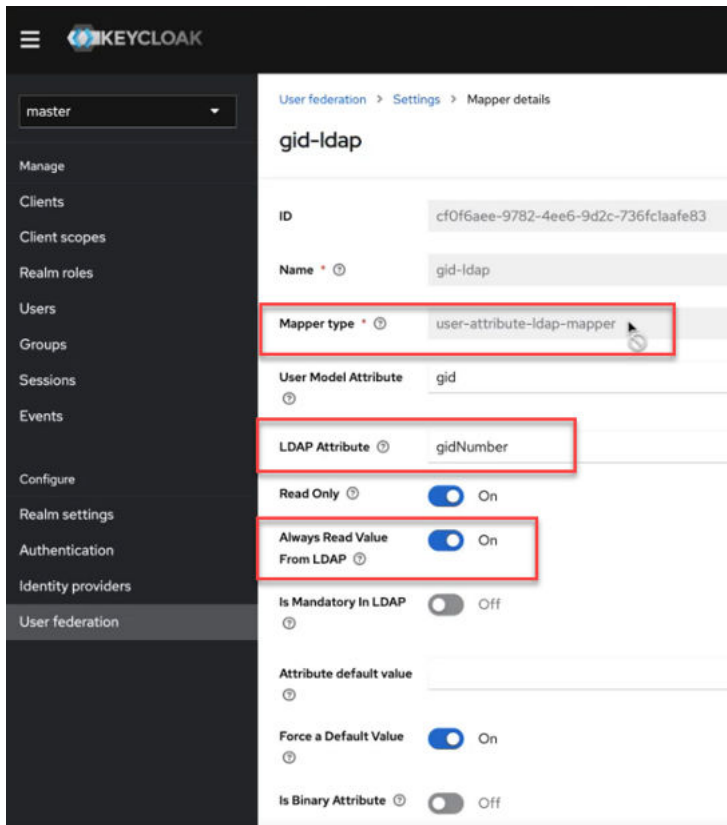 KEYCLOAK
master
Manage
Clients
Client scopes
Realm roles
Users
Groups
Sessions
Events
Configure
Realm settings
Authentication
Identity providers
User federation
User federation > Settings > Mapper details
gid-ldap
ID cf0f6aee-9782-4ee6-9d2c-736fc1aafe83
Name * gid-ldap
Mapper type * user-attribute-ldap-mapper
User Model Attribute gid
LDAP Attribute gidNumber
Read Only On
Always Read Value On
From LDAP
Is Mandatory In LDAP Off
Attribute default value
Force a Default Value On
Is Binary Attribute Off